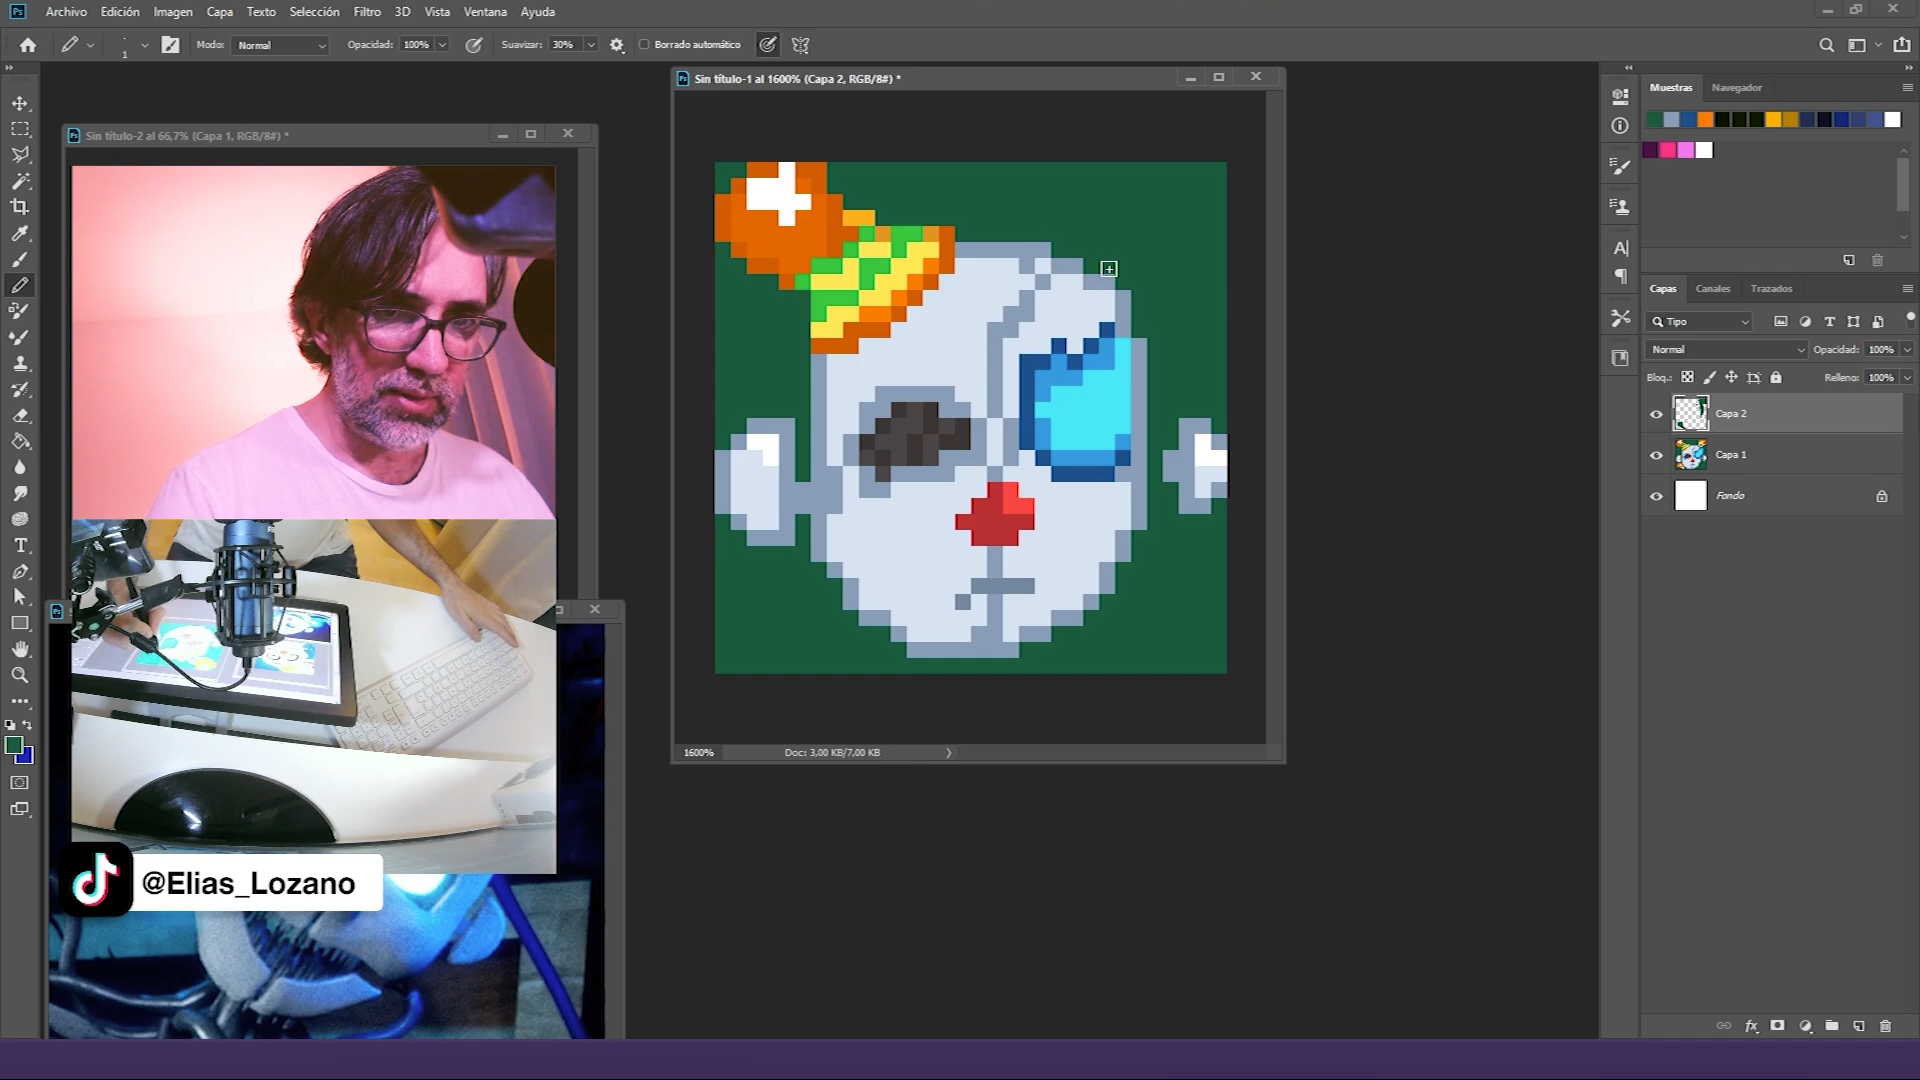 Ps Archivo Edición Imagen Capa Texto Selección Filtro 3D Vista Ventana Ayuda
1 Modo: Normal Opacidad: 100% Suavizar: 30% Borrado automático
Sin título-2 al 66,7% (Capa 1, RGB/8#) *
Sin título-1 al 1600% (Capa 2, RGB/8#) *
1600% Doc: 3,00 KB/7,00 KB
@Elias_Lozano
Muestras Navegador
Capas Canales Trazados
Tipo
Normal Opacidad: 100%
Bloq.: Relleno: 100%
Capa 2
Capa 1
Fondo